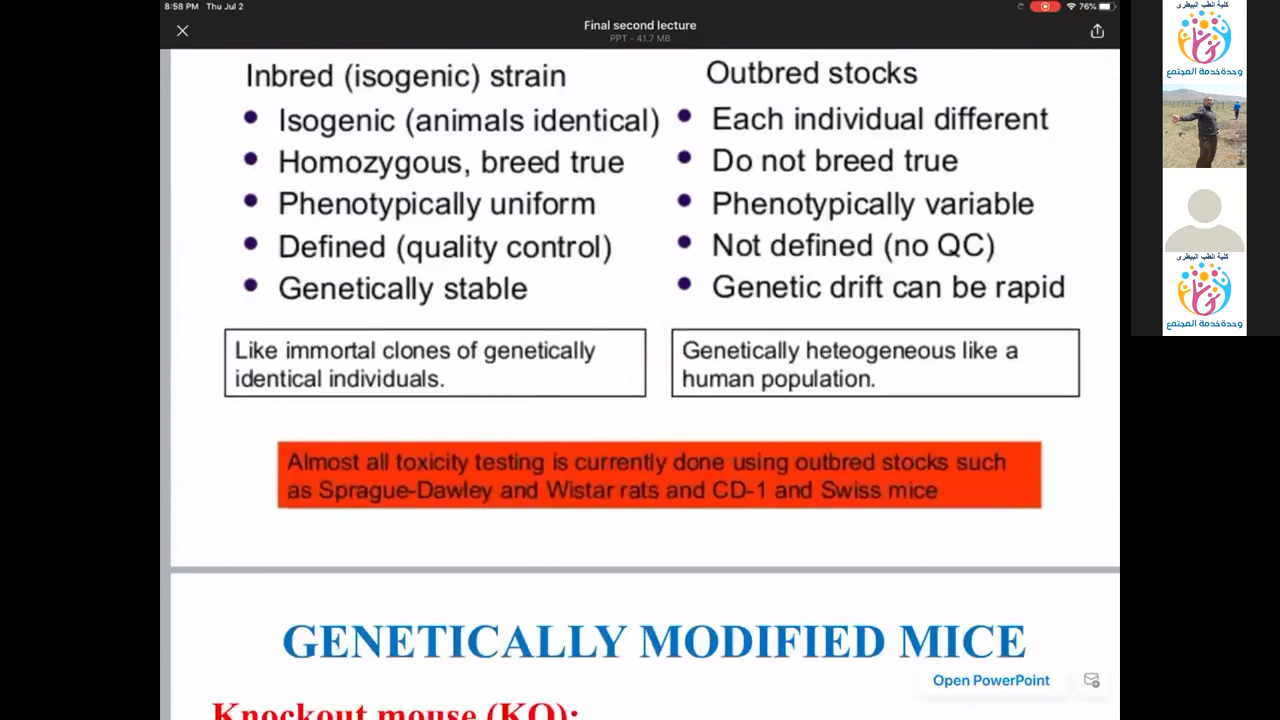 8:58 PM Thu Jul 2
76%
Final second lecture
PPT - 41.7 MB
Inbred (isogenic) strain
Isogenic (animals identical)
Homozygous, breed true
Phenotypically uniform
Defined (quality control)
Genetically stable
Like immortal clones of genetically
identical individuals.
Outbred stocks
Each individual different
Do not breed true
Phenotypically variable
Not defined (no QC)
Genetic drift can be rapid
Genetically heteogeneous like a
human population.
Almost all toxicity testing is currently done using outbred stocks such
as Sprague-Dawley and Wistar rats and CD-1 and Swiss mice
GENETICALLY MODIFIED MICE
Open PowerPoint
Knockout mouse (KO):
كلية الطب البيطرى
وحدة خدمة المجتمع
كلية الطب البيطرى
وحدة خدمة المجتمع